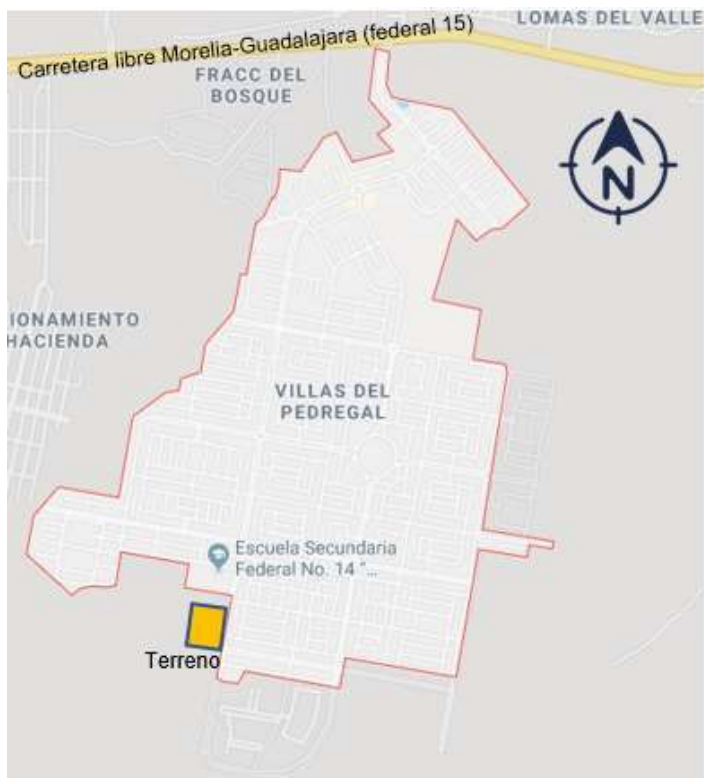 LOMAS DEL VALLE
Carretera libre Morelia-Guadalajara (federal 15)
FRACC DEL
BOSQUE
N
IONAMIENTO
HACIENDA
VILLAS DEL
PEDREGAL
Escuela Secundaria
Federal No. 14 "...
Terreno